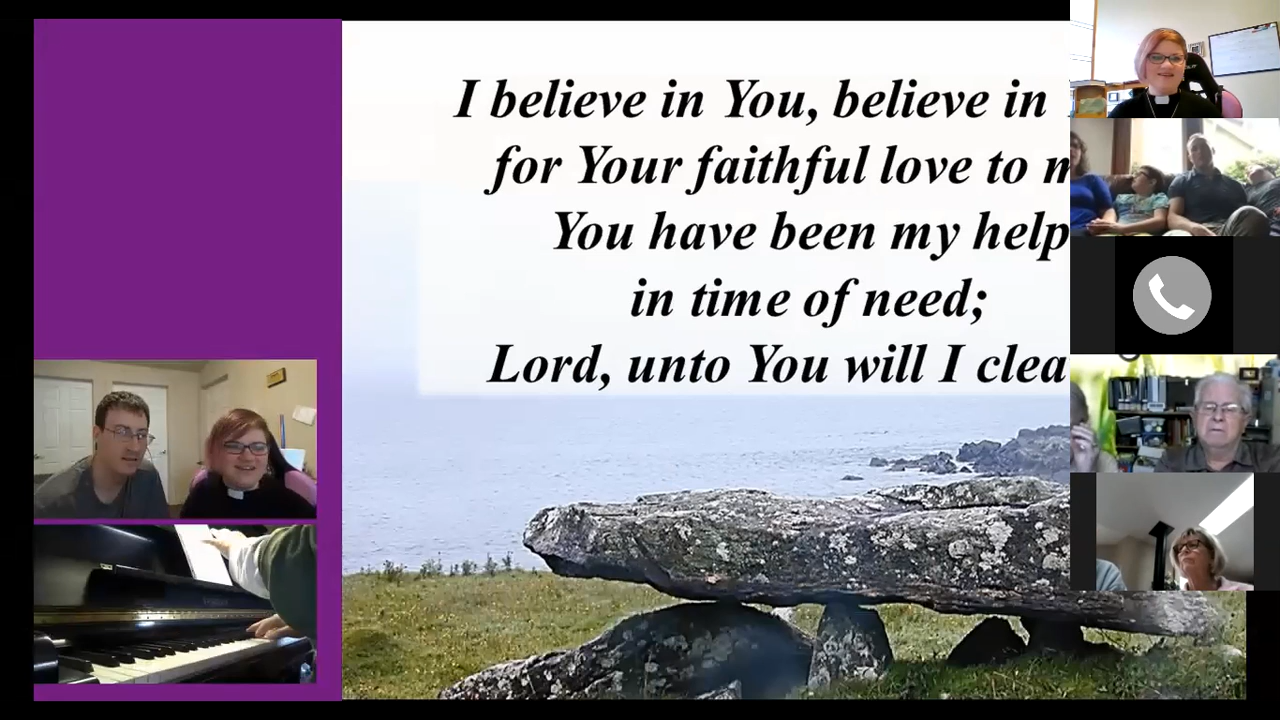 I believe in You, believe in
for Your faithful love to
You have been my help
in time of need;
Lord, unto You will I